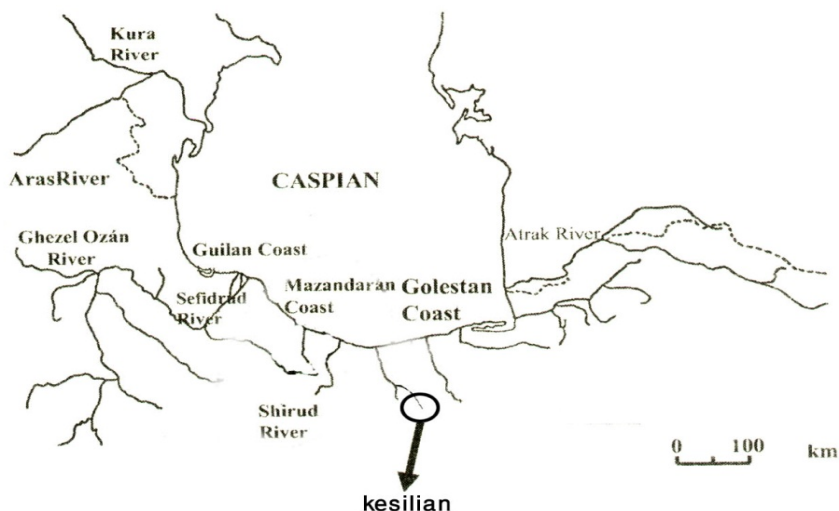 Kura
River
ArasRiver
CASPIAN
Ghezel Ozán
River
Guilan Coast
Atrak River
Sefidrud
River
Mazandarán
Coast
Golestan
Coast
Shirud
River
0 100 km
kesilian